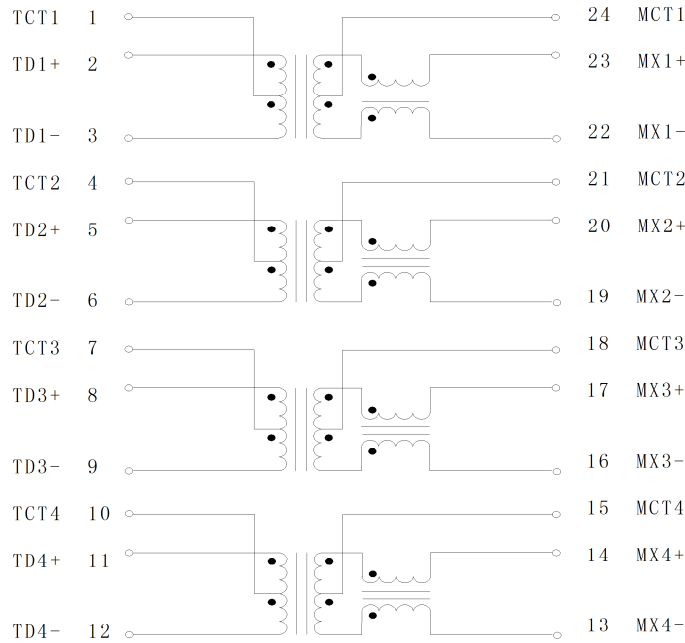 TCT1 1 24 MCT1
TD1+ 2 23 MX1+
TD1- 3 22 MX1-
TCT2 4 21 MCT2
TD2+ 5 20 MX2+
TD2- 6 19 MX2-
TCT3 7 18 MCT3
TD3+ 8 17 MX3+
TD3- 9 16 MX3-
TCT4 10 15 MCT4
TD4+ 11 14 MX4+
TD4- 12 13 MX4-